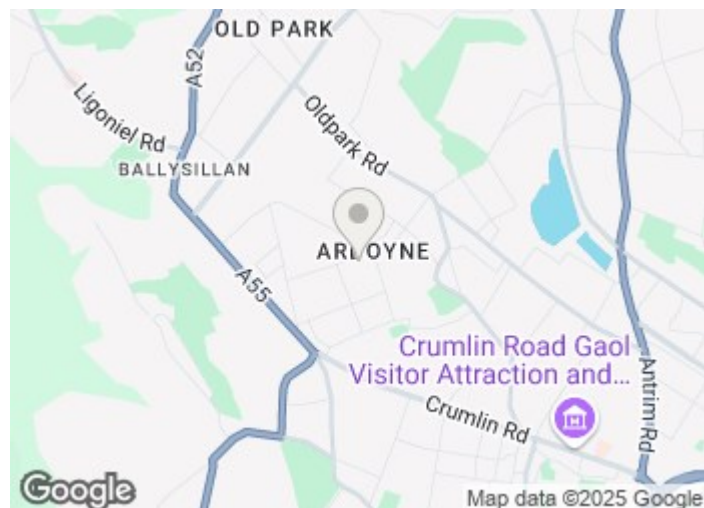 OLD PARK
A52
Ligoniel Rd
Oldpark Rd
BALLYSILLAN
ARDOYNE
A55
Crumlin Road Gaol
Visitor Attraction and...
Antrim Rd
Crumlin Rd
Google
Map data ©2025 Google